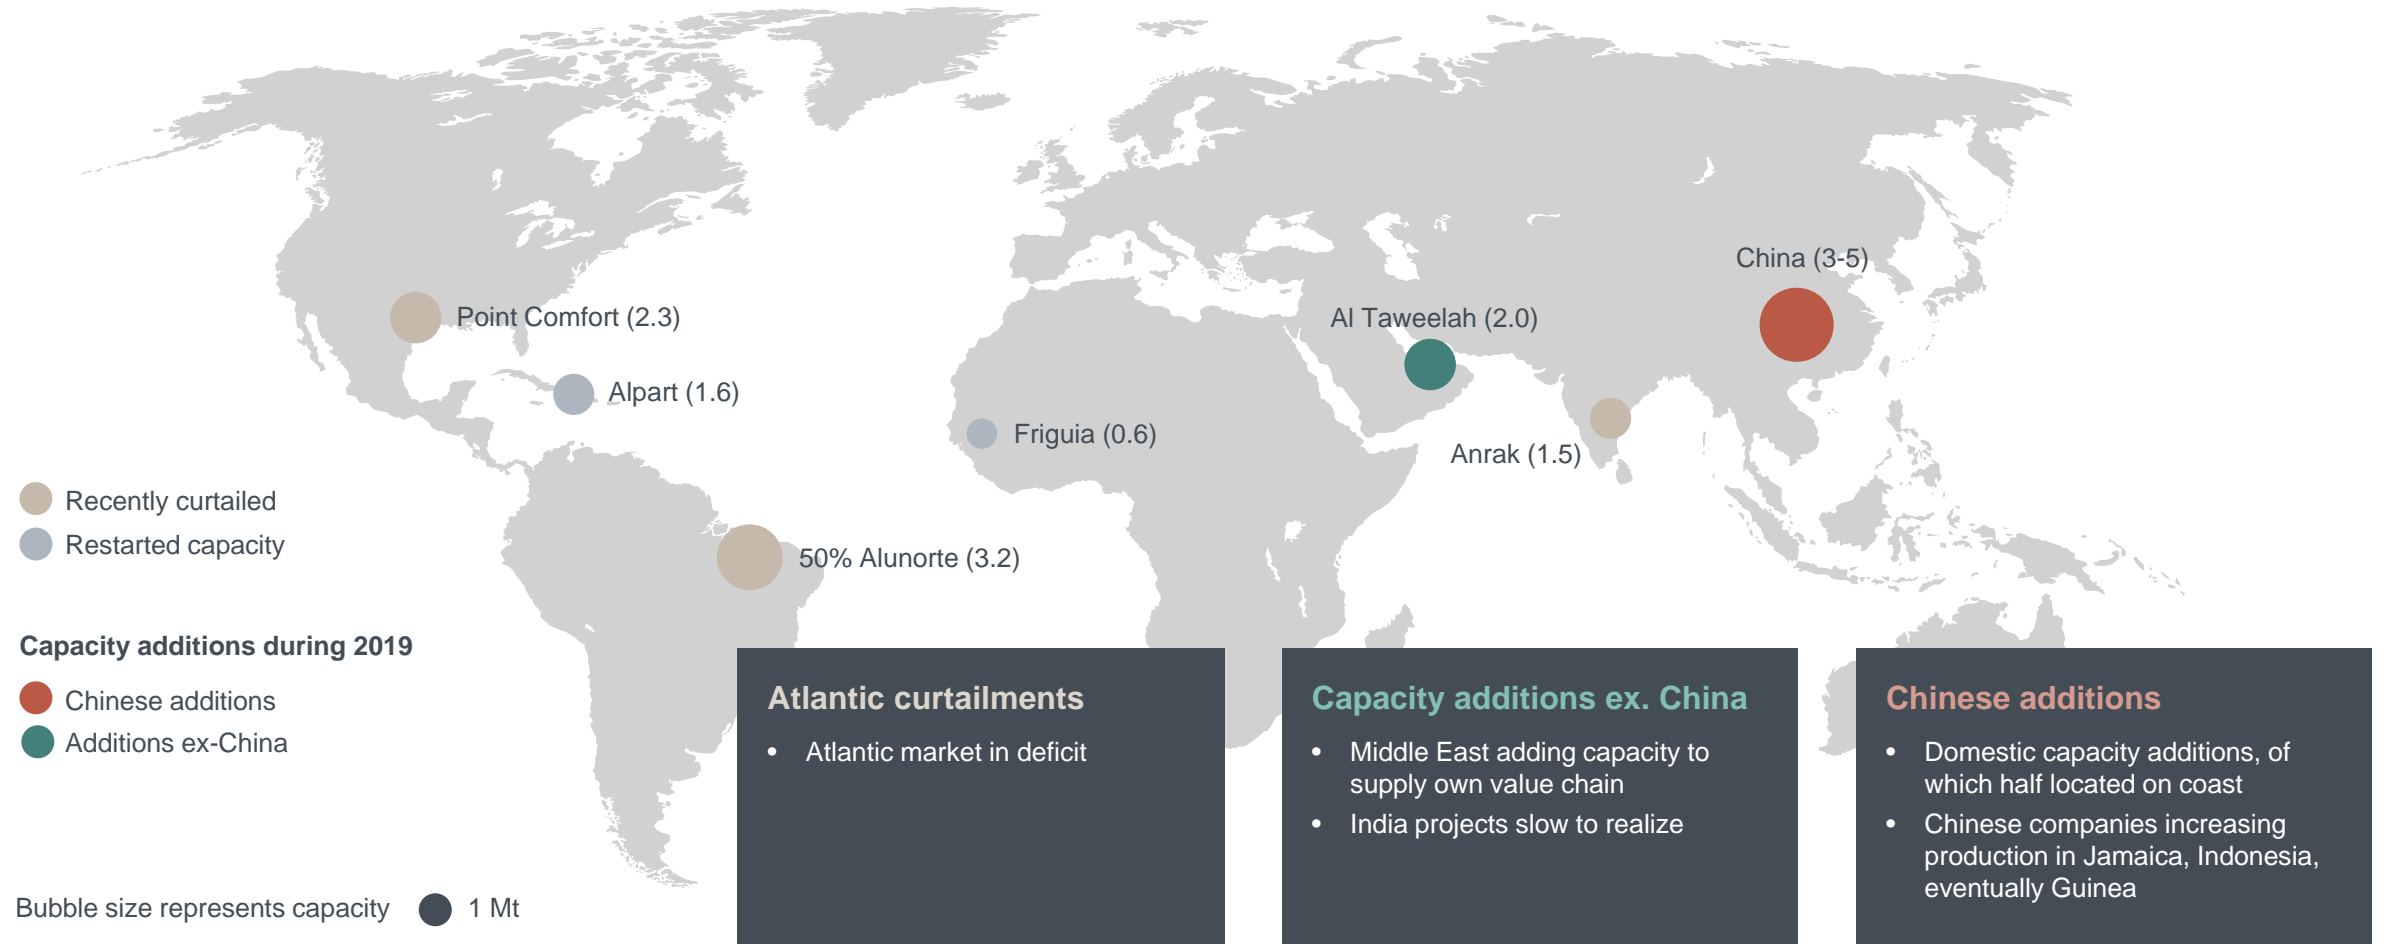 China (3-5)
Point Comfort (2.3)
Al Taweelah (2.0)
Alpart (1.6)
Friguia (0.6)
Anrak (1.5)
50% Alunorte (3.2)
Recently curtailed
Restarted capacity
Capacity additions during 2019
Chinese additions
Additions ex-China
Bubble size represents capacity
1 Mt
Atlantic curtailments
• Atlantic market in deficit
Capacity additions ex. China
• Middle East adding capacity to
supply own value chain
• India projects slow to realize
Chinese additions
• Domestic capacity additions, of
which half located on coast
• Chinese companies increasing
production in Jamaica, Indonesia,
eventually Guinea